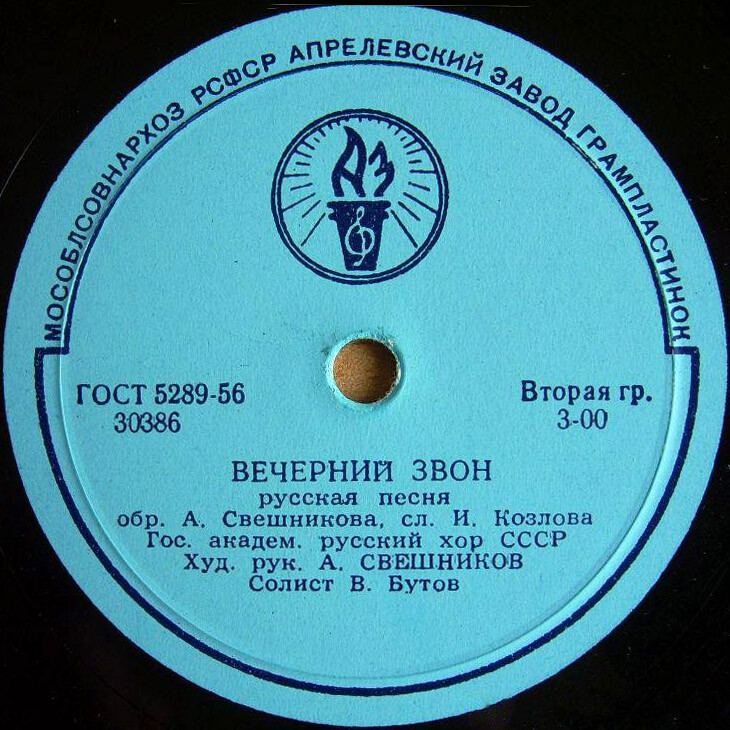 МОСОБЛСОВНАРХОЗ РСФСР АПРЕЛЕВСКИЙ ЗАВОД ГРАМПЛАСТИНОК
АЗ
ГОСТ 5289-56
30386
Вторая гр.
3-00
ВЕЧЕРНИЙ ЗВОН
русская песня
обр. А. Свешникова, сл. И. Козлова
Гос. академ. русский хор СССР
Худ. рук. А. СВЕШНИКОВ
Солист В. Бутов